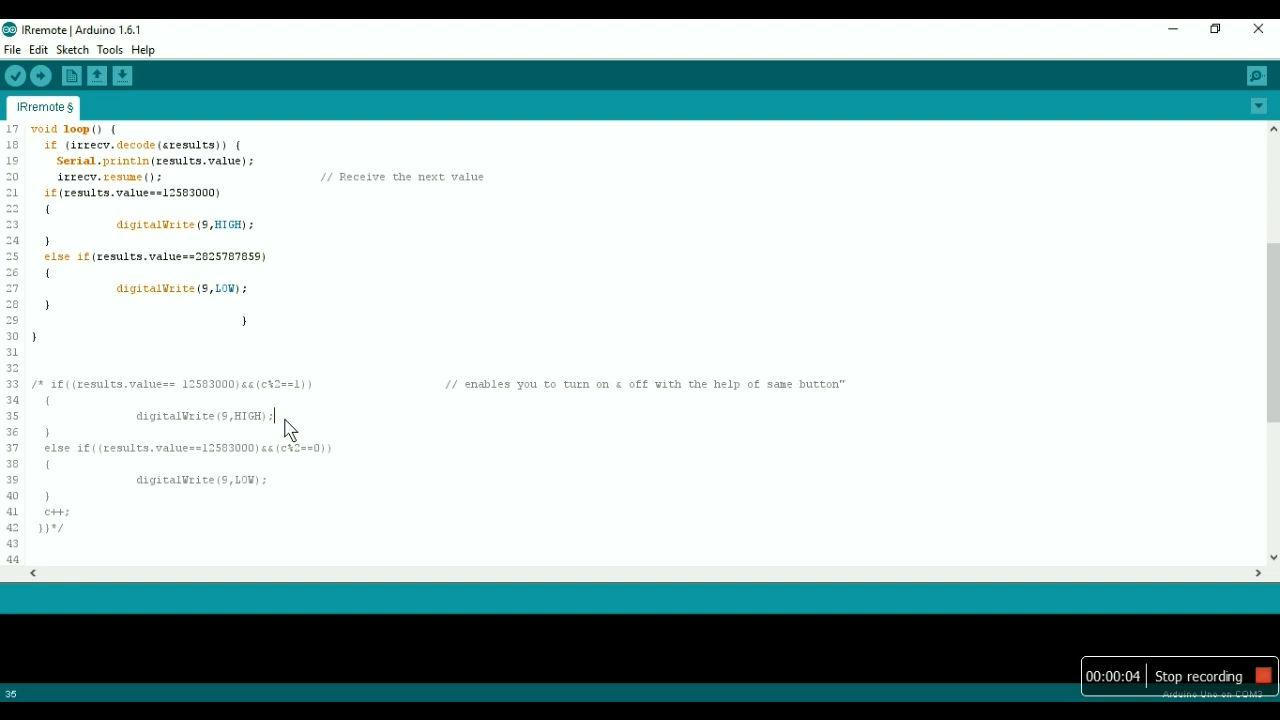 IRremote | Arduino 1.6.1
File Edit Sketch Tools Help
IRremote §
17 void loop() {
18 if (irrecv.decode(&results)) {
19 Serial.println(results.value);
20 irrecv.resume(); // Receive the next value
21 if(results.value==12583000)
22 {
23 digitalWrite(9,HIGH);
24 }
25 else if(results.value==2825787859)
26 {
27 digitalWrite(9,LOW);
28 }
29 }
30 }
31
32
33 /* if((results.value== 12583000)&&(c%2==1)) // enables you to turn on & off with the help of same button"
34 {
35 digitalWrite(9,HIGH);
36 }
37 else if((results.value==12583000)&&(c%2==0))
38 {
39 digitalWrite(9,LOW);
40 }
41 c++;
42 }}*/
43
44
00:00:04 Stop recording
35 Arduino Uno on COM3